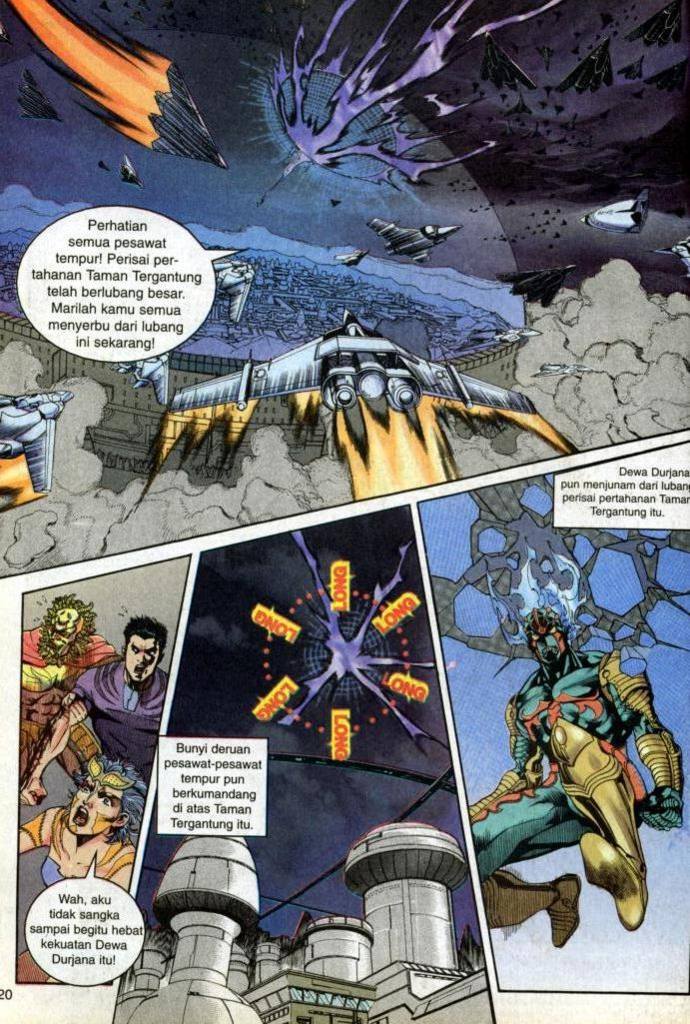 Perhatian
semua pesawat
tempur! Perisai per-
tahanan Taman Tergantung
telah berlubang besar.
Marilah kamu semua
menyerbu dari lubang
ini sekarang!
Dewa Durjana
pun menjunam dari lubang
perisai pertahanan Taman
Tergantung itu.
LONG
LONG
LONG
LONG
LONG
LONG
Bunyi deruan
pesawat-pesawat
tempur pun
berkumandang
di atas Taman
Tergantung itu.
Wah, aku
tidak sangka
sampai begitu hebat
kekuatan Dewa
Durjana itu!
20